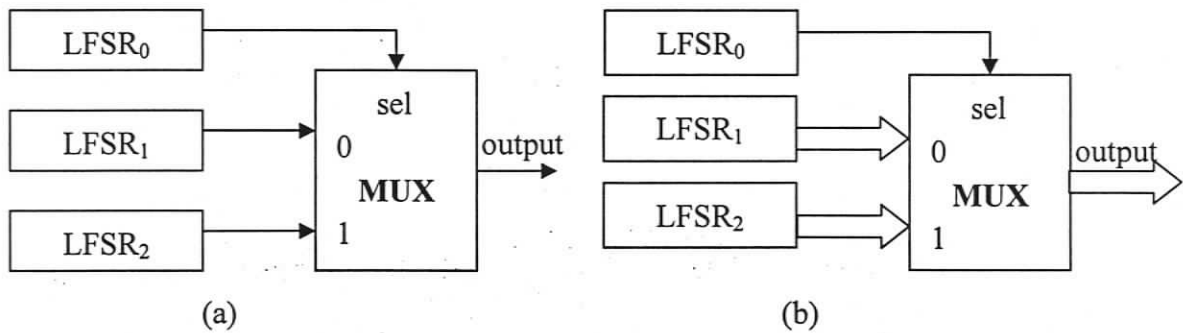 LFSR₀
LFSR₁
LFSR₂
sel
0
MUX
1
output
(a)
LFSR₀
LFSR₁
LFSR₂
sel
0
MUX
1
output
(b)